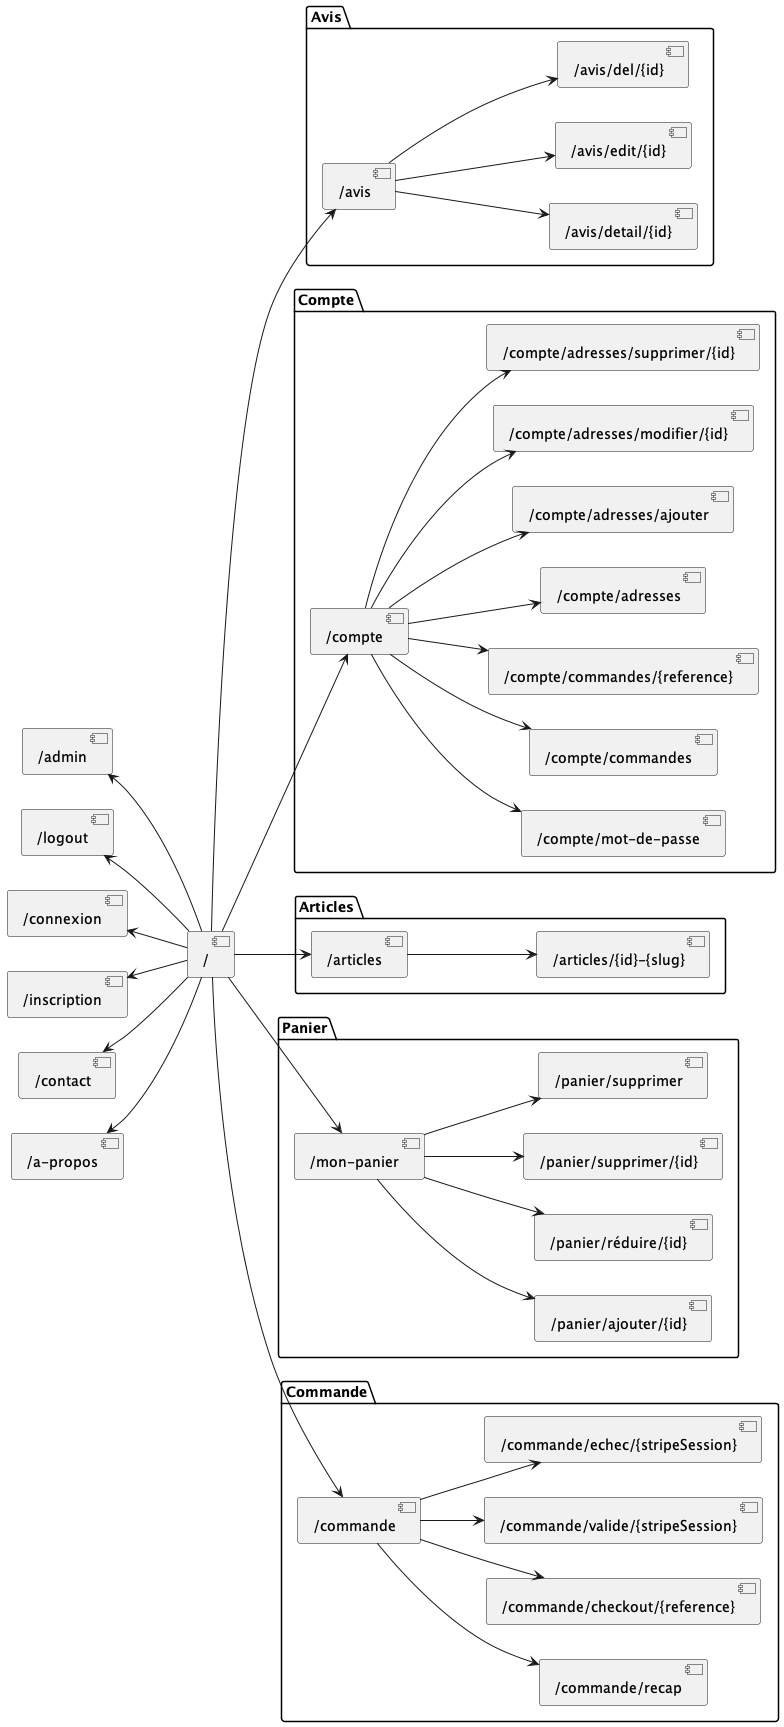 Avis
/avis/del/{id}
/avis/edit/{id}
/avis
/avis/detail/{id}
Compte
/compte/adresses/supprimer/{id}
/compte/adresses/modifier/{id}
/compte/adresses/ajouter
/compte/adresses
/compte
/compte/commandes/{reference}
/compte/commandes
/compte/mot-de-passe
/admin
/logout
/connexion
/inscription
/contact
/a-propos
/
Articles
/articles
/articles/{id}-{slug}
Panier
/panier/supprimer
/mon-panier
/panier/supprimer/{id}
/panier/réduire/{id}
/panier/ajouter/{id}
Commande
/commande/echec/{stripeSession}
/commande
/commande/valide/{stripeSession}
/commande/checkout/{reference}
/commande/recap